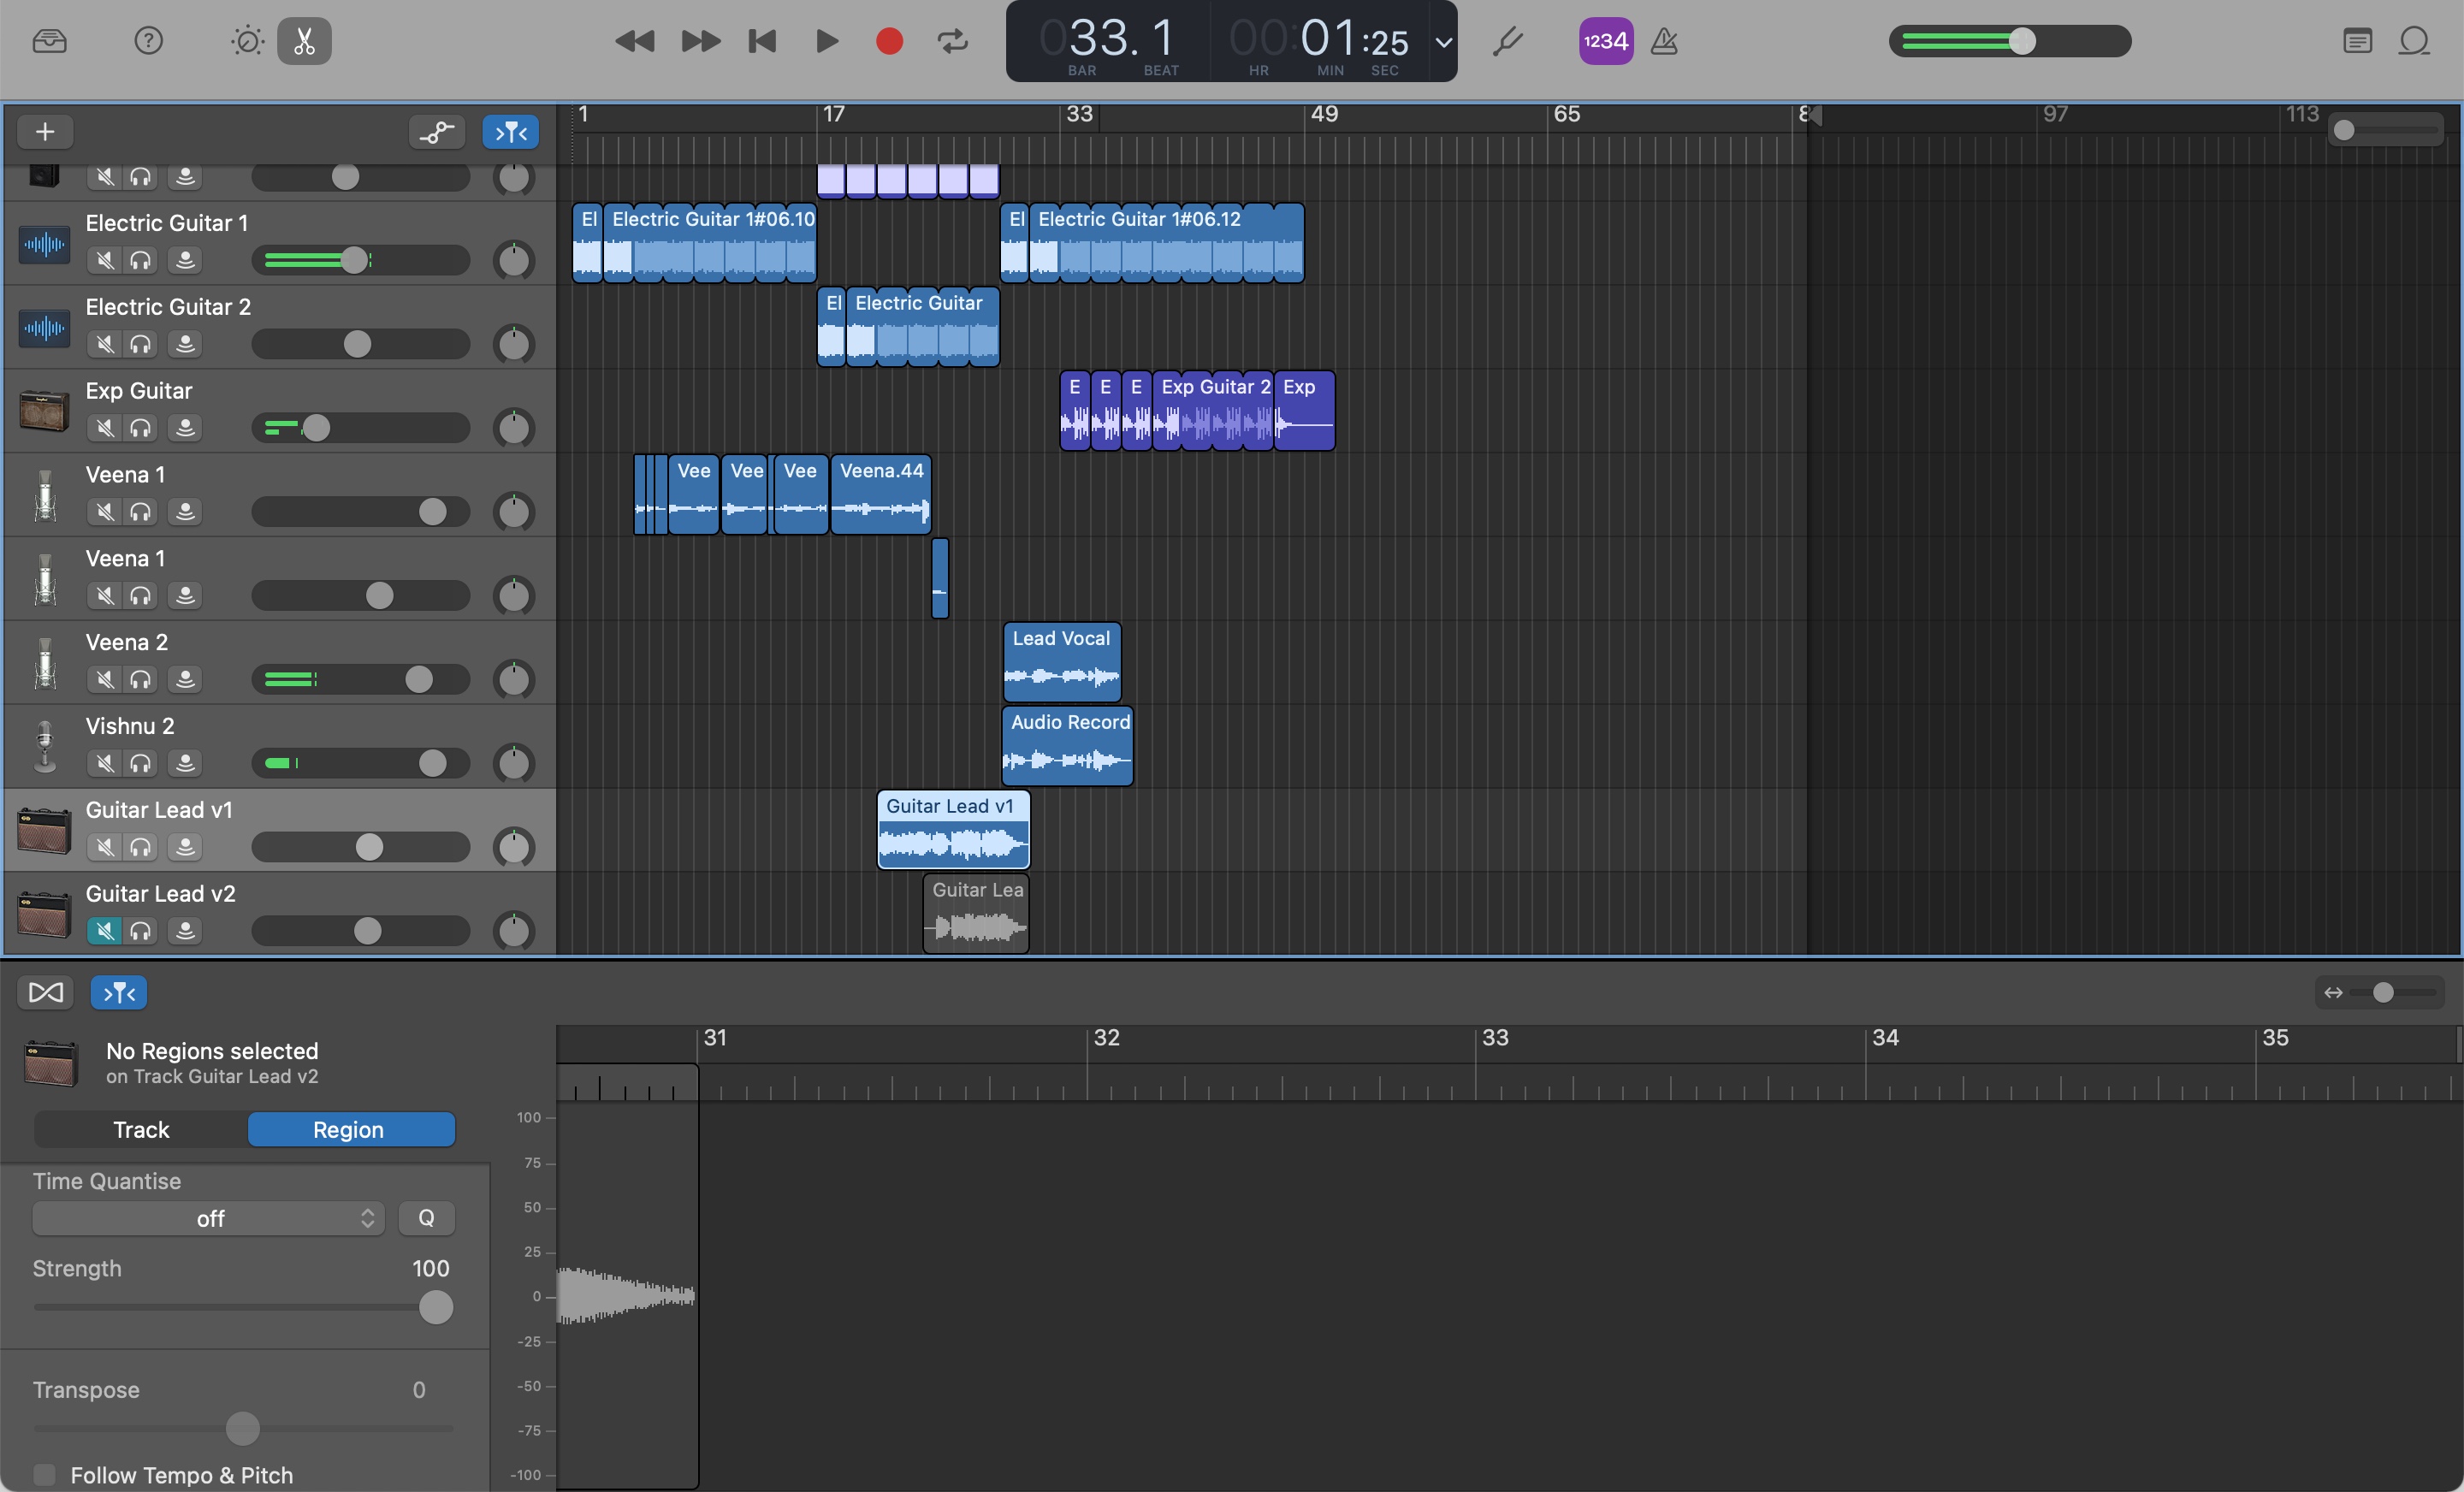 033. 1
00:01:25
BAR BEAT HR MIN SEC
1234
1 17 33 49 65 97 113
Electric Guitar 1
El
Electric Guitar 1#06.10
El
Electric Guitar 1#06.12
Electric Guitar 2
El
Electric Guitar
Exp Guitar
E
E
E
Exp Guitar 2
Exp
Veena 1
Vee
Vee
Vee
Veena.44
Veena 1
Veena 2
Lead Vocal
Vishnu 2
Audio Record
Guitar Lead v1
Guitar Lead v1
Guitar Lead v2
Guitar Lea
31 32 33 34 35
No Regions selected
on Track Guitar Lead v2
Track
Region
Time Quantise
off
Q
Strength 100
Transpose 0
Follow Tempo & Pitch
100
75
50
25
0
-25
-50
-75
-100